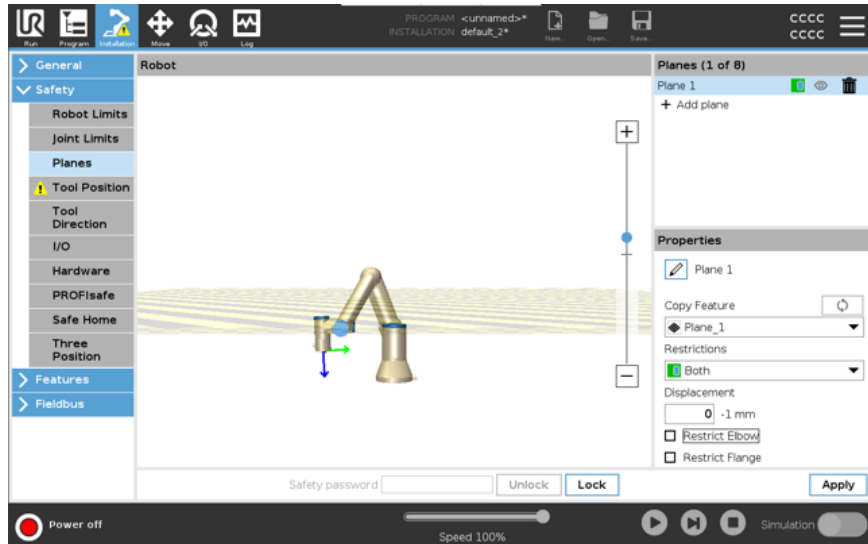 UR
PROGRAM <unnamed>*
INSTALLATION default_2*
Run
Program
Installation
Move
I/O
Log
New...
Open...
Save...
CCCC
CCCC
General
Safety
Robot Limits
Joint Limits
Planes
Tool Position
Tool
Direction
I/O
Hardware
PROFIsafe
Safe Home
Three
Position
Features
Fieldbus
Robot
Planes (1 of 8)
Plane 1
+ Add plane
Properties
Plane 1
Copy Feature
Plane_1
Restrictions
Both
Displacement
0 -1 mm
Restrict Elbow
Restrict Flange
Safety password
Unlock
Lock
Apply
Power off
Speed 100%
Simulation